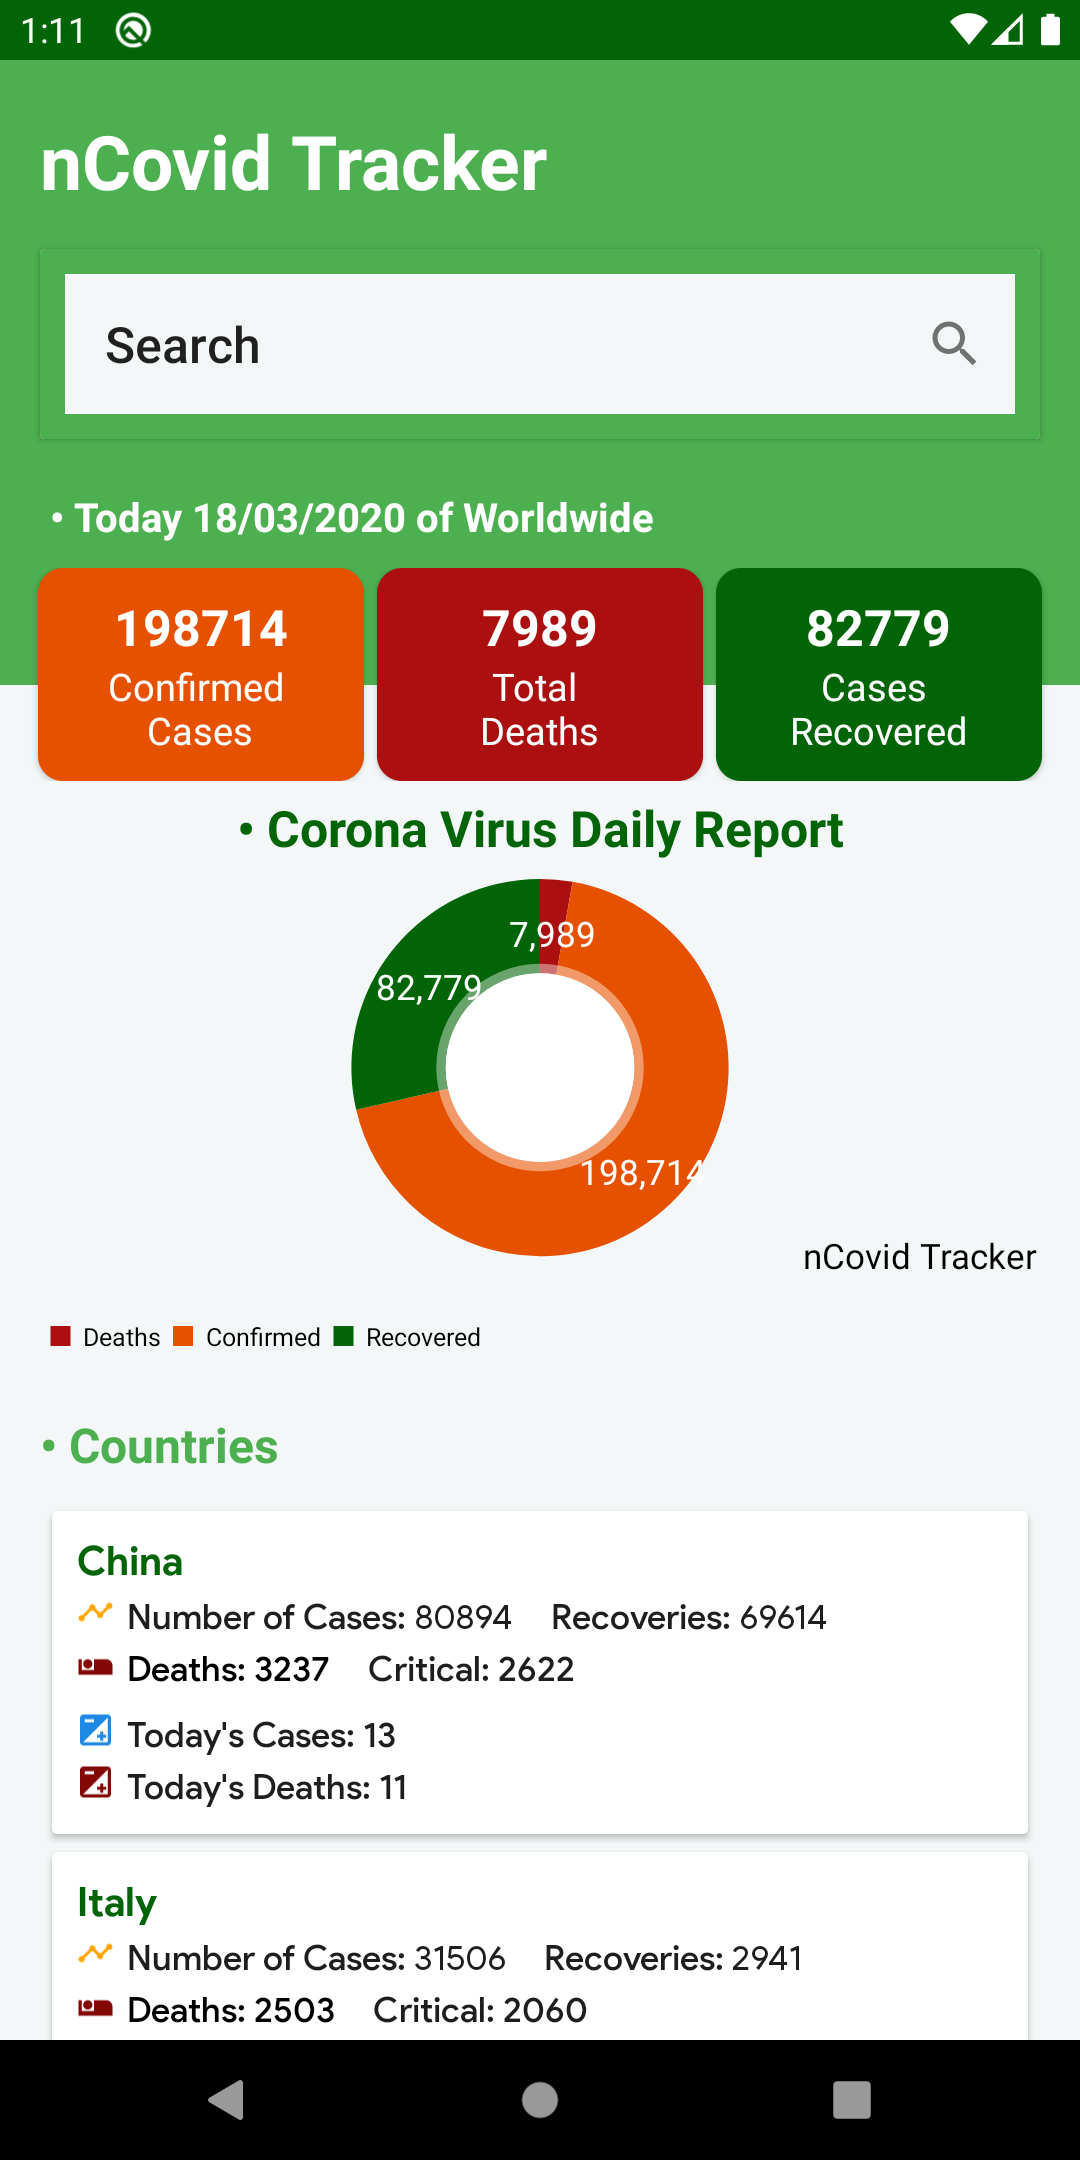 1:11
nCovid Tracker
Search
• Today 18/03/2020 of Worldwide
198714
Confirmed
Cases
7989
Total
Deaths
82779
Cases
Recovered
• Corona Virus Daily Report
7,989
82,779
198,714
nCovid Tracker
Deaths Confirmed Recovered
• Countries
China
Number of Cases: 80894 Recoveries: 69614
Deaths: 3237 Critical: 2622
Today's Cases: 13
Today's Deaths: 11
Italy
Number of Cases: 31506 Recoveries: 2941
Deaths: 2503 Critical: 2060